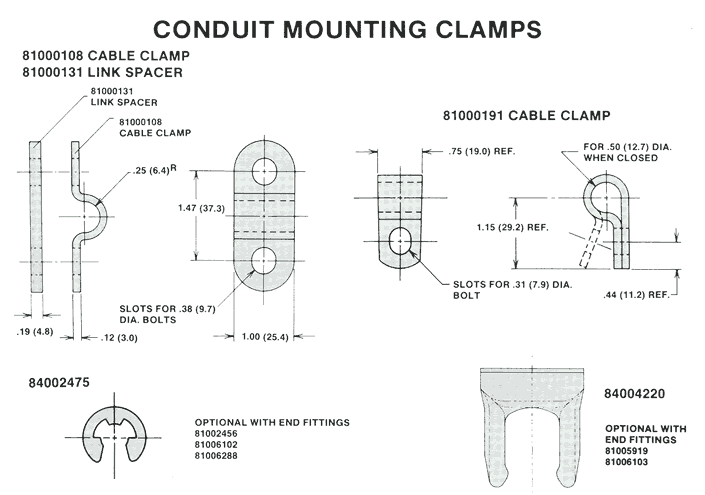 CONDUIT MOUNTING CLAMPS
81000108 CABLE CLAMP
81000131 LINK SPACER
81000131
LINK SPACER
81000108
CABLE CLAMP
.25 (6.4)R
1.47 (37.3)
SLOTS FOR .38 (9.7)
DIA. BOLTS
.19 (4.8)
.12 (3.0)
1.00 (25.4)
81000191 CABLE CLAMP
.75 (19.0) REF.
FOR .50 (12.7) DIA.
WHEN CLOSED
1.15 (29.2) REF.
SLOTS FOR .31 (7.9) DIA.
BOLT
.44 (11.2) REF.
84002475
OPTIONAL WITH END FITTINGS
81002456
81006102
81006288
84004220
OPTIONAL WITH
END FITTINGS
81005919
81006103